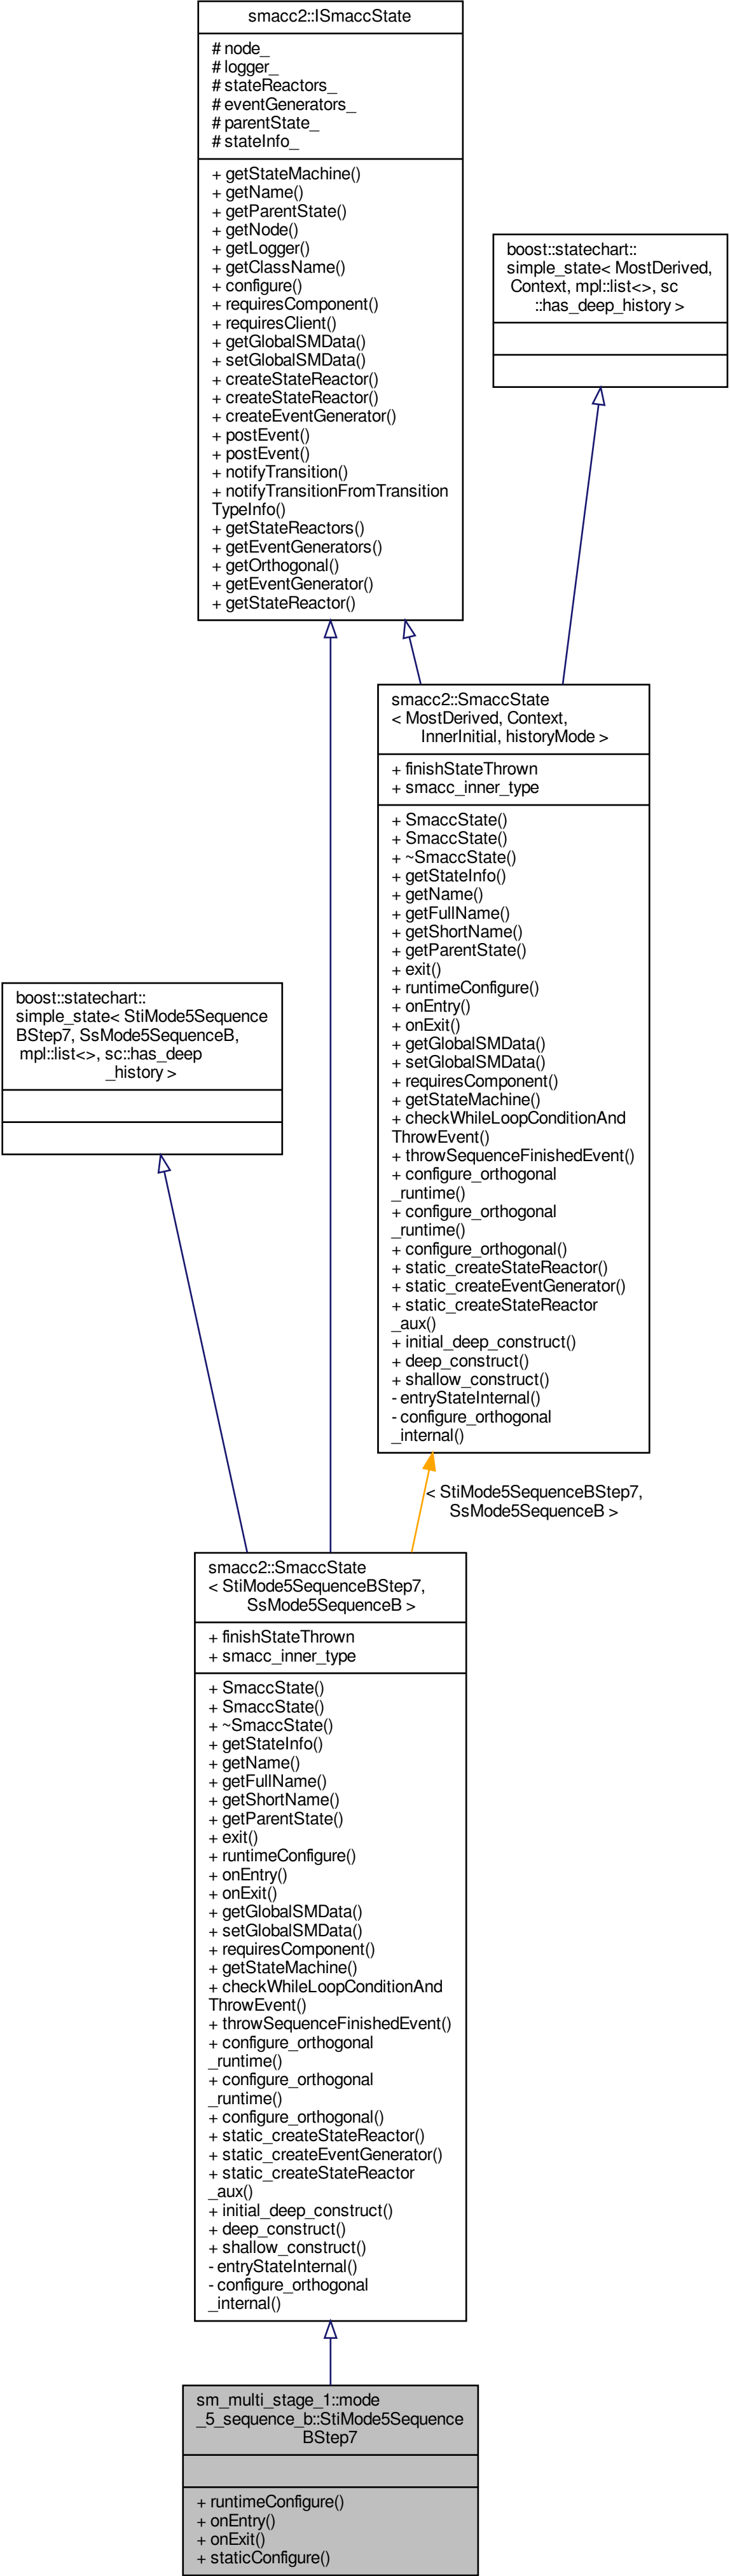 smacc2::ISmaccState
# node_
# logger_
# stateReactors_
# eventGenerators_
# parentState_
# stateInfo_
+ getStateMachine()
+ getName()
+ getParentState()
+ getNode()
+ getLogger()
+ getClassName()
+ configure()
+ requiresComponent()
+ requiresClient()
+ getGlobalSMData()
+ setGlobalSMData()
+ createStateReactor()
+ createStateReactor()
+ createEventGenerator()
+ postEvent()
+ postEvent()
+ notifyTransition()
+ notifyTransitionFromTransition
TypeInfo()
+ getStateReactors()
+ getEventGenerators()
+ getOrthogonal()
+ getEventGenerator()
+ getStateReactor()
boost::statechart::
simple_state< MostDerived,
Context, mpl::list<>, sc
::has_deep_history >
smacc2::SmaccState
< MostDerived, Context,
InnerInitial, historyMode >
+ finishStateThrown
+ smacc_inner_type
+ SmaccState()
+ SmaccState()
+ ~SmaccState()
+ getStateInfo()
+ getName()
+ getFullName()
+ getShortName()
+ getParentState()
+ exit()
+ runtimeConfigure()
+ onEntry()
+ onExit()
+ getGlobalSMData()
+ setGlobalSMData()
+ requiresComponent()
+ getStateMachine()
+ checkWhileLoopConditionAnd
ThrowEvent()
+ throwSequenceFinishedEvent()
+ configure_orthogonal
_runtime()
+ configure_orthogonal
_runtime()
+ configure_orthogonal()
+ static_createStateReactor()
+ static_createEventGenerator()
+ static_createStateReactor
_aux()
+ initial_deep_construct()
+ deep_construct()
+ shallow_construct()
- entryStateInternal()
- configure_orthogonal
_internal()
boost::statechart::
simple_state< StiMode5Sequence
BStep7, SsMode5SequenceB,
mpl::list<>, sc::has_deep
_history >
< StiMode5SequenceBStep7,
SsMode5SequenceB >
smacc2::SmaccState
< StiMode5SequenceBStep7,
SsMode5SequenceB >
+ finishStateThrown
+ smacc_inner_type
+ SmaccState()
+ SmaccState()
+ ~SmaccState()
+ getStateInfo()
+ getName()
+ getFullName()
+ getShortName()
+ getParentState()
+ exit()
+ runtimeConfigure()
+ onEntry()
+ onExit()
+ getGlobalSMData()
+ setGlobalSMData()
+ requiresComponent()
+ getStateMachine()
+ checkWhileLoopConditionAnd
ThrowEvent()
+ throwSequenceFinishedEvent()
+ configure_orthogonal
_runtime()
+ configure_orthogonal
_runtime()
+ configure_orthogonal()
+ static_createStateReactor()
+ static_createEventGenerator()
+ static_createStateReactor
_aux()
+ initial_deep_construct()
+ deep_construct()
+ shallow_construct()
- entryStateInternal()
- configure_orthogonal
_internal()
sm_multi_stage_1::mode
_5_sequence_b::StiMode5Sequence
BStep7
+ runtimeConfigure()
+ onEntry()
+ onExit()
+ staticConfigure()